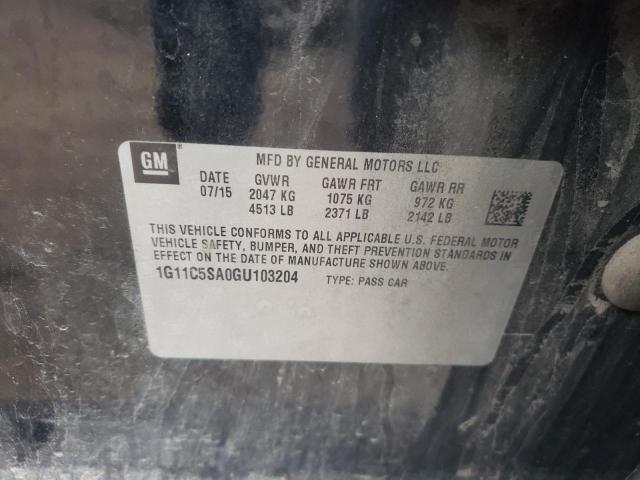 GM ® MFD BY GENERAL MOTORS LLC
DATE GVWR GAWR FRT GAWR RR
07/15 2047 KG 1075 KG 972 KG
4513 LB 2371 LB 2142 LB
THIS VEHICLE CONFORMS TO ALL APPLICABLE U.S. FEDERAL MOTOR
VEHICLE SAFETY, BUMPER, AND THEFT PREVENTION STANDARDS IN
EFFECT ON THE DATE OF MANUFACTURE SHOWN ABOVE.
1G11C5SA0GU103204 TYPE: PASS CAR